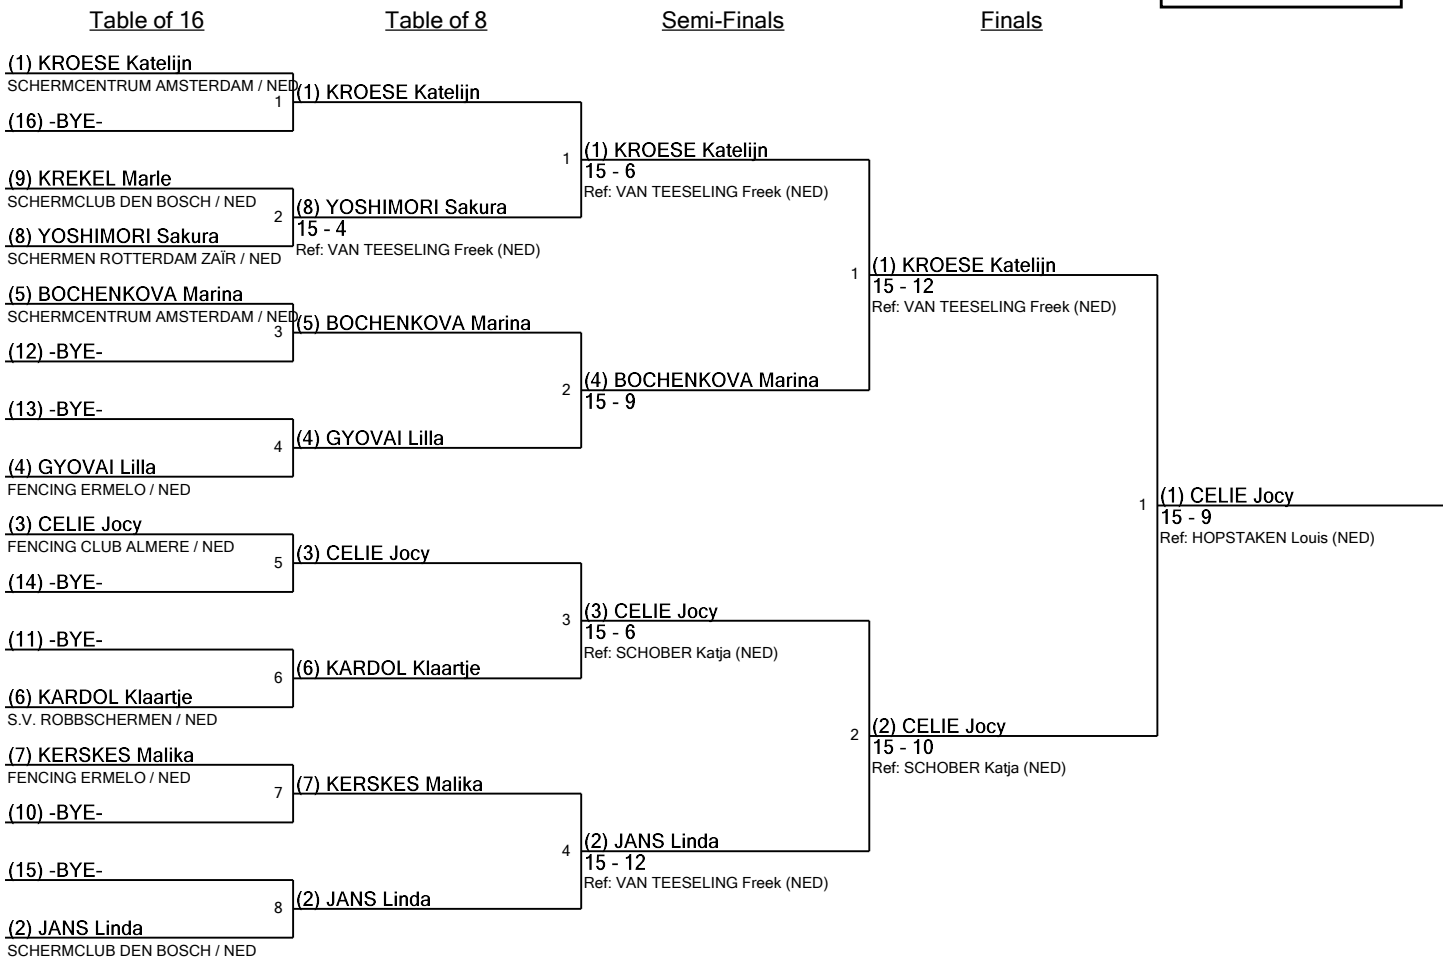 Table of 16
Table of 8
Semi-Finals
Finals
(1) KROESE Katelijn
SCHERMCENTRUM AMSTERDAM / NED
1
(16) -BYE-
(9) KREKEL Marle
SCHERMCLUB DEN BOSCH / NED
2
(8) YOSHIMORI Sakura
SCHERMEN ROTTERDAM ZAÏR / NED
(5) BOCHENKOVA Marina
SCHERMCENTRUM AMSTERDAM / NED
3
(12) -BYE-
(13) -BYE-
4
(4) GYOVAI Lilla
FENCING ERMELO / NED
(3) CELIE Jocy
FENCING CLUB ALMERE / NED
5
(14) -BYE-
(11) -BYE-
6
(6) KARDOL Klaartje
S.V. ROBBSCHERMEN / NED
(7) KERSKES Malika
FENCING ERMELO / NED
7
(10) -BYE-
(15) -BYE-
8
(2) JANS Linda
SCHERMCLUB DEN BOSCH / NED
(1) KROESE Katelijn
1
(8) YOSHIMORI Sakura
15 - 4
Ref: VAN TEESELING Freek (NED)
(5) BOCHENKOVA Marina
2
(4) GYOVAI Lilla
(3) CELIE Jocy
3
(6) KARDOL Klaartje
(7) KERSKES Malika
4
(2) JANS Linda
(1) KROESE Katelijn
15 - 6
Ref: VAN TEESELING Freek (NED)
1
(4) BOCHENKOVA Marina
15 - 9
(3) CELIE Jocy
15 - 6
Ref: SCHOBER Katja (NED)
2
(2) JANS Linda
15 - 12
Ref: VAN TEESELING Freek (NED)
(1) KROESE Katelijn
15 - 12
Ref: VAN TEESELING Freek (NED)
1
(2) CELIE Jocy
15 - 10
Ref: SCHOBER Katja (NED)
(1) CELIE Jocy
15 - 9
Ref: HOPSTAKEN Louis (NED)